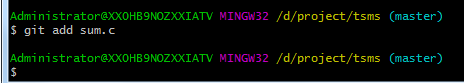 Administrator@XXOHB9NOZXXIATV MINGW32 /d/project/tsms (master)
$ git add sum.c
Administrator@XXOHB9NOZXXIATV MINGW32 /d/project/tsms (master)
$